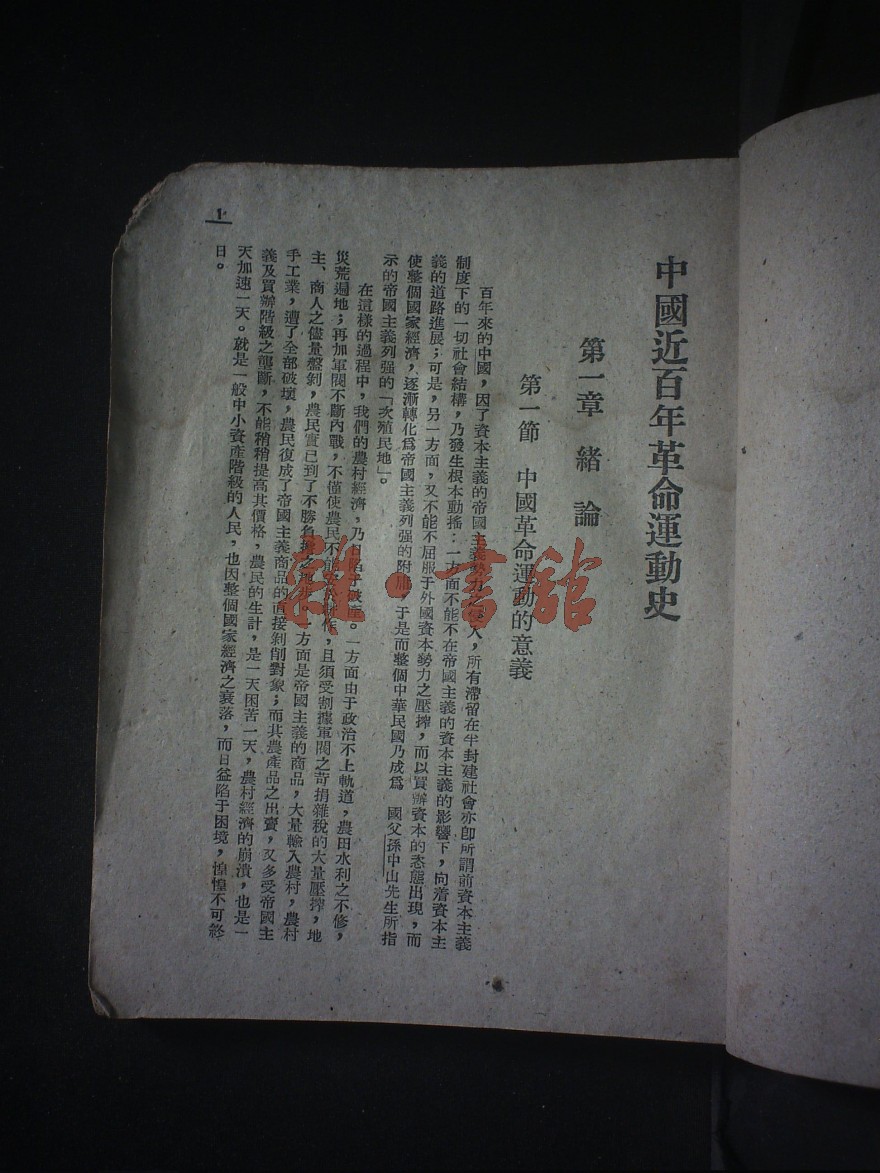 中國近百年革命運動史
第一章 緒論
第一節 中國革命運動的意義
百年來的中國，因了資本主義的帝國主義勢力之侵入，所有滯留在半封建社會亦卽所謂前資本主義
制度下的一切社會結構，乃發生根本動搖：一方面不能不在帝國主義的資本主義的影響下，向着資本主
義的道路進展；可是，另一方面，又不能不屈服于外國資本勢力之壓搾，而以買辦資本的恣態出現，而
使整個國家經濟，逐漸轉化爲帝國主義列强的附庸，于是而整個中華民國乃成爲 國父孫中山先生所指
示的帝國主義列强的「次殖民地」。
在這樣的過程中，我們的農村經濟，乃日陷于破產。一方面由于政治不上軌道，農田水利之不修，
災荒遍地；再加軍閥不斷內戰，不僅使農民不能 作，且須受割據軍閥之苛捐雜稅的大量壓搾，地
主、商人之儘量盤剝，農民實已到了不勝負擔之地步 方面是帝國主義的商品，大量輸入農村，農村
手工業，遭了全部破壞，農民復成了帝國主義商品的直接剝削對象；而其農產品之出賣，又多受帝國主
義及買辦階級之壟斷，不能稍稍提高其價格，農民的生計，是一天困苦一天，農村經濟的崩潰，也是一
天加速一天。就是一般中小資產階級的人民，也因整個國家經濟之衰落，而日益陷于困境，惶惶不可終
日。
1
雜·書館